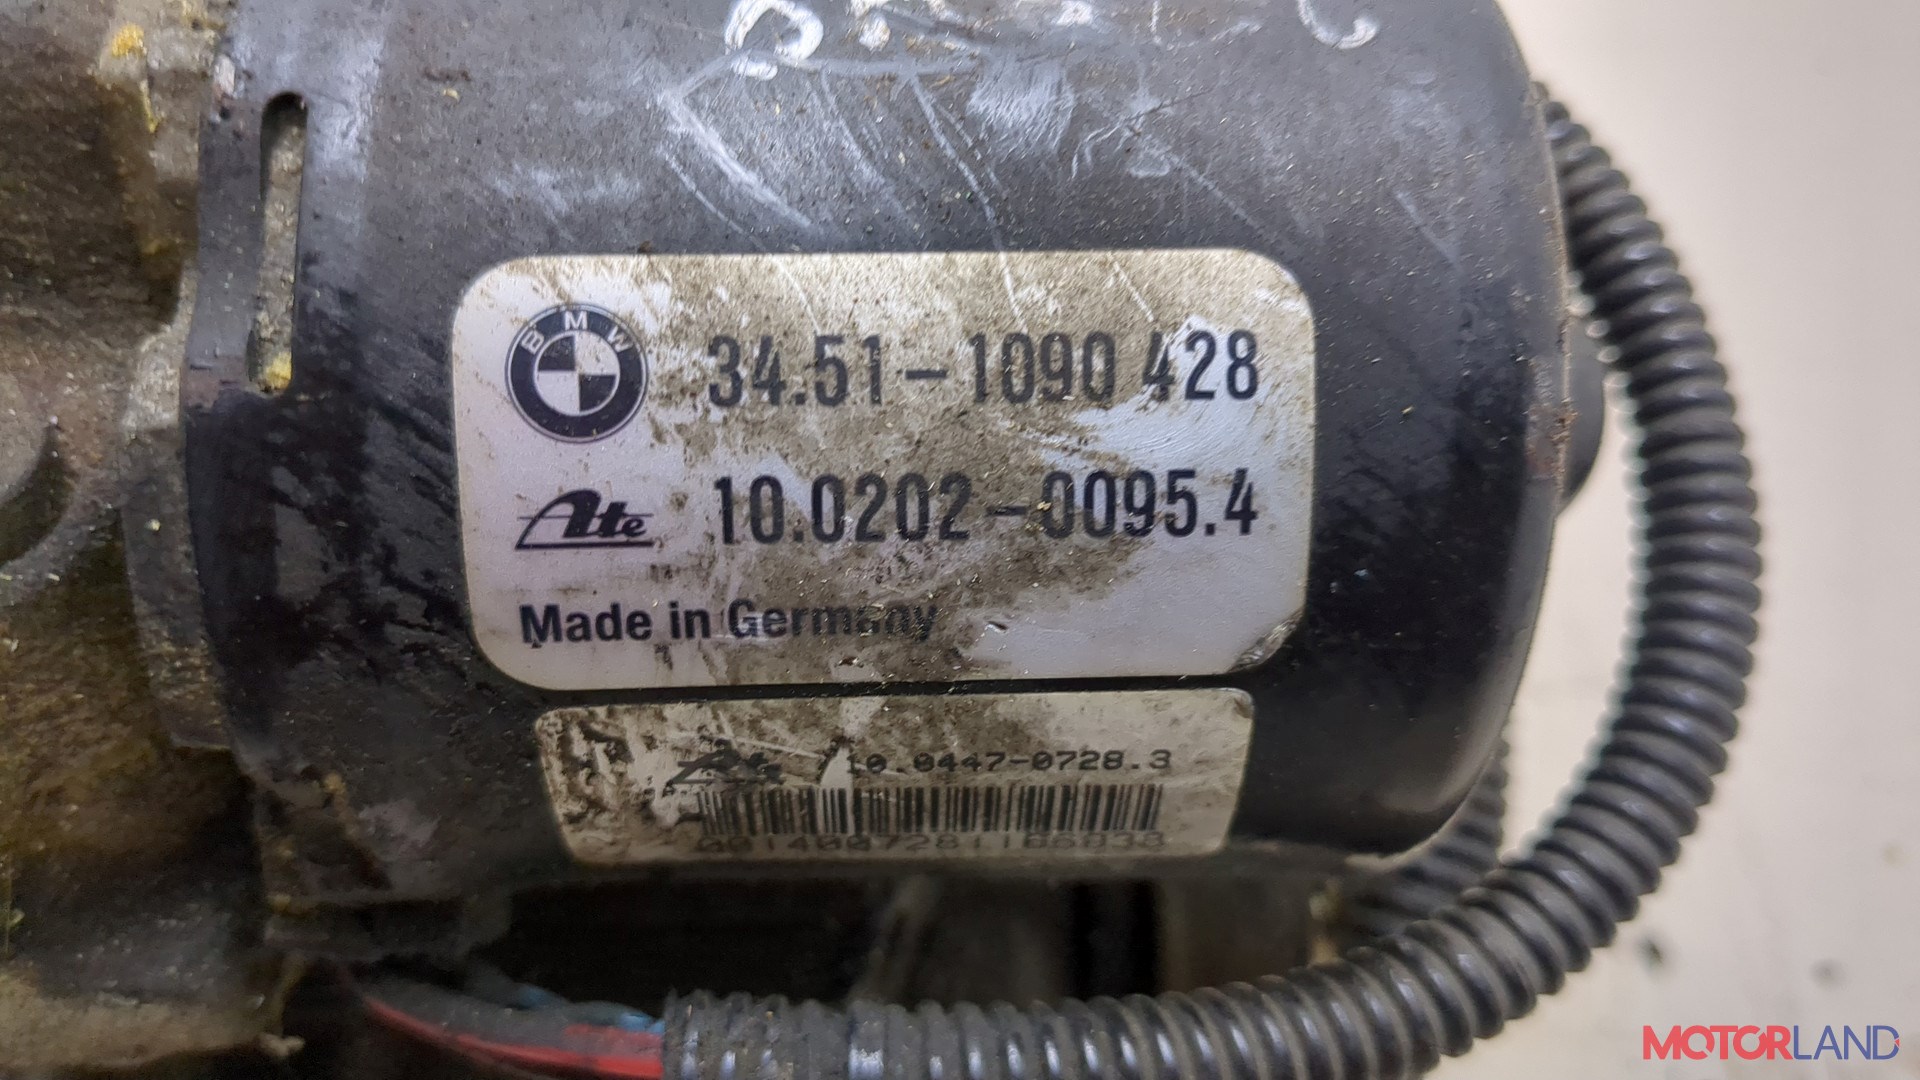 BMW 34.51-1090 428
Ate 10.0202-0095.4
Made in Germany
10.0447-0728.3
MOTORLAND